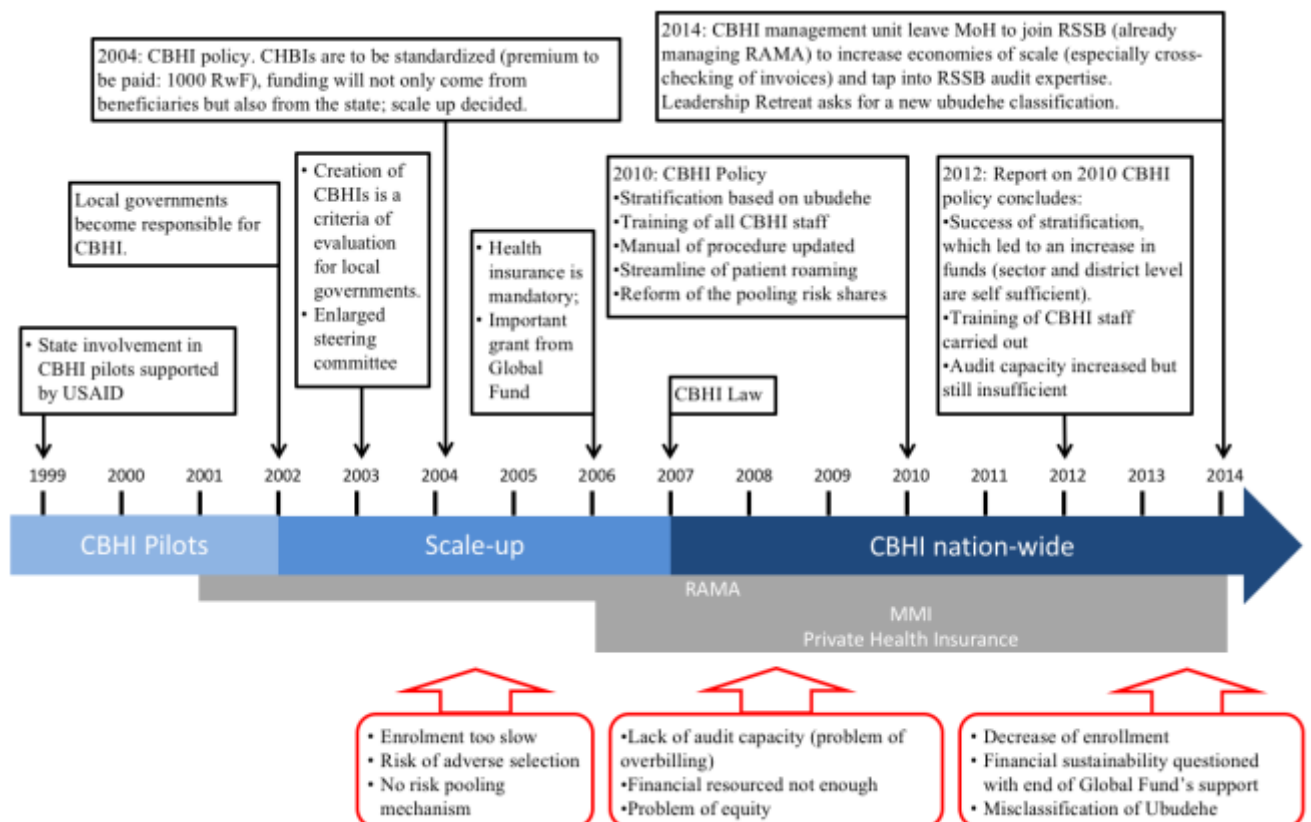 2004: CBHI policy. CHBIs are to be standardized (premium to
be paid: 1000 RwF), funding will not only come from
beneficiaries but also from the state; scale up decided.
2014: CBHI management unit leave MoH to join RSSB (already
managing RAMA) to increase economies of scale (especially cross-
checking of invoices) and tap into RSSB audit expertise.
Leadership Retreat asks for a new ubudehe classification.
Local governments
become responsible for
CBHI.
• Creation of
CBHIs is a
criteria of
evaluation
for local
governments.
• Enlarged
steering
committee
• Health
insurance is
mandatory;
• Important
grant from
Global
Fund
2010: CBHI Policy
•Stratification based on ubudehe
•Training of all CBHI staff
•Manual of procedure updated
•Streamline of patient roaming
•Reform of the pooling risk shares
2012: Report on 2010 CBHI
policy concludes:
•Success of stratification,
which led to an increase in
funds (sector and district level
are self sufficient).
•Training of CBHI staff
carried out
•Audit capacity increased but
still insufficient
• State involvement in
CBHI pilots supported
by USAID
CBHI Law
1999 2000 2001 2002 2003 2004 2005 2006 2007 2008 2009 2010 2011 2012 2013 2014
CBHI Pilots Scale-up CBHI nation-wide
RAMA
MMI
Private Health Insurance
• Enrolment too slow
• Risk of adverse selection
• No risk pooling
mechanism
•Lack of audit capacity (problem of
overbilling)
•Financial resourced not enough
•Problem of equity
• Decrease of enrollment
• Financial sustainability questioned
with end of Global Fund's support
• Misclassification of Ubudehe